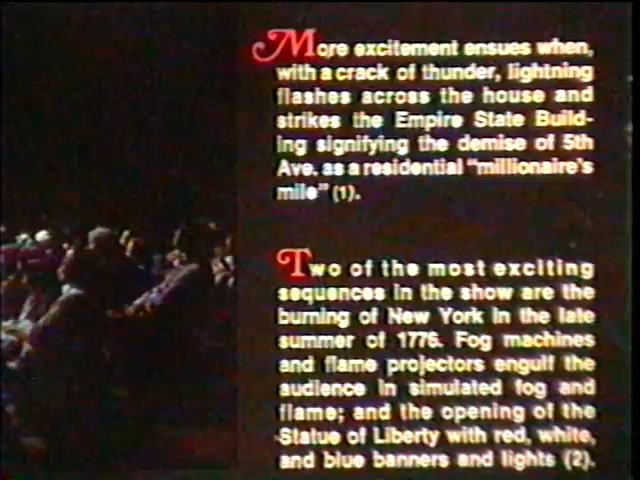 More excitement ensues when,
with a crack of thunder, lightning
flashes across the house and
strikes the Empire State Build-
ing signifying the demise of 5th
Ave. as a residential "millionaire's
mile" (1).
Two of the most exciting
sequences in the show are the
burning of New York in the late
summer of 1776. Fog machines
and flame projectors engulf the
audience in simulated fog and
flame; and the opening of the
Statue of Liberty with red, white,
and blue banners and lights (2).